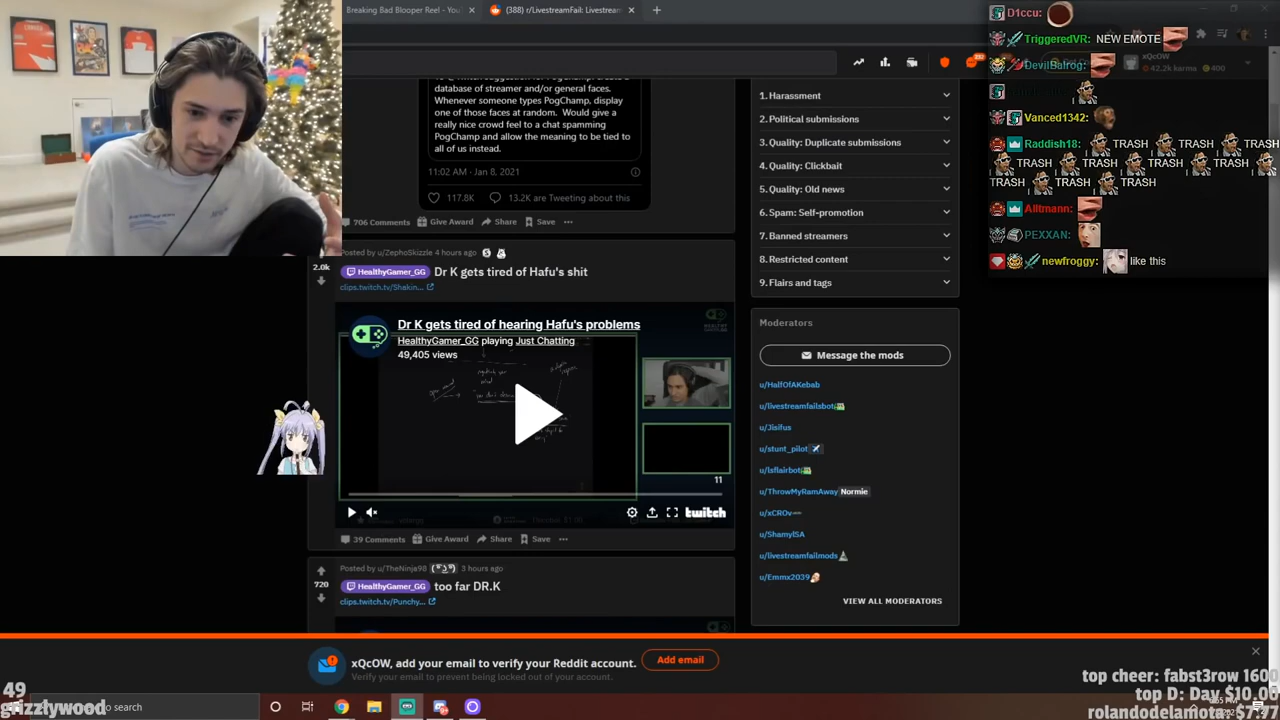 Breaking Bad Blooper Reel - You
(388) r/LivestreamFail: Livestream
xQcOW
42.2k karma
400
database of streamer and/or general faces.
Whenever someone types PogChamp, display
one of those faces at random. Would give a
really nice crowd feel to a chat spamming
PogChamp and allow the meaning to be tied to
all of us instead.
11:02 AM · Jan 8, 2021
117.8K
13.2K are Tweeting about this
706 Comments
Give Award
Share
Save
Posted by u/ZephoSkizzle 4 hours ago
2.0k
HealthyGamer_GG
Dr K gets tired of Hafu's shit
clips.twitch.tv/Shakin...
Dr K gets tired of hearing Hafu's problems
HealthyGamer_GG playing Just Chatting
49,405 views
11
twitch
39 Comments
Give Award
Share
Save
Posted by u/TheNinja98
3 hours ago
720
HealthyGamer_GG
too far DR.K
clips.twitch.tv/Punchy...
1. Harassment
2. Political submissions
3. Quality: Duplicate submissions
4. Quality: Clickbait
5. Quality: Old news
6. Spam: Self-promotion
7. Banned streamers
8. Restricted content
9. Flairs and tags
Moderators
Message the mods
u/HalfOfAKebab
u/livestreamfailsbot
u/Jisifus
u/stunt_pilot
u/lsflairbot
u/ThrowMyRamAway Normie
u/xCROv
u/ShamylSA
u/livestreamfailmods
u/Emmx2039
VIEW ALL MODERATORS
D1ccu:
TriggeredVR: NEW EMOTE
DevilBalrog:
Vanced1342:
Raddish18: TRASH TRASH TRASH
TRASH TRASH TRASH TRASH
TRASH TRASH TRASH
Alltmann:
PEXXAN:
newfroggy: like this
xQcOW, add your email to verify your Reddit account.
Verify your email to prevent being locked out of your account.
Add email
49
grizzlywood
search
top cheer: fabst3row 1600
top D: Day $10.00
rolandodelamota: $7.77